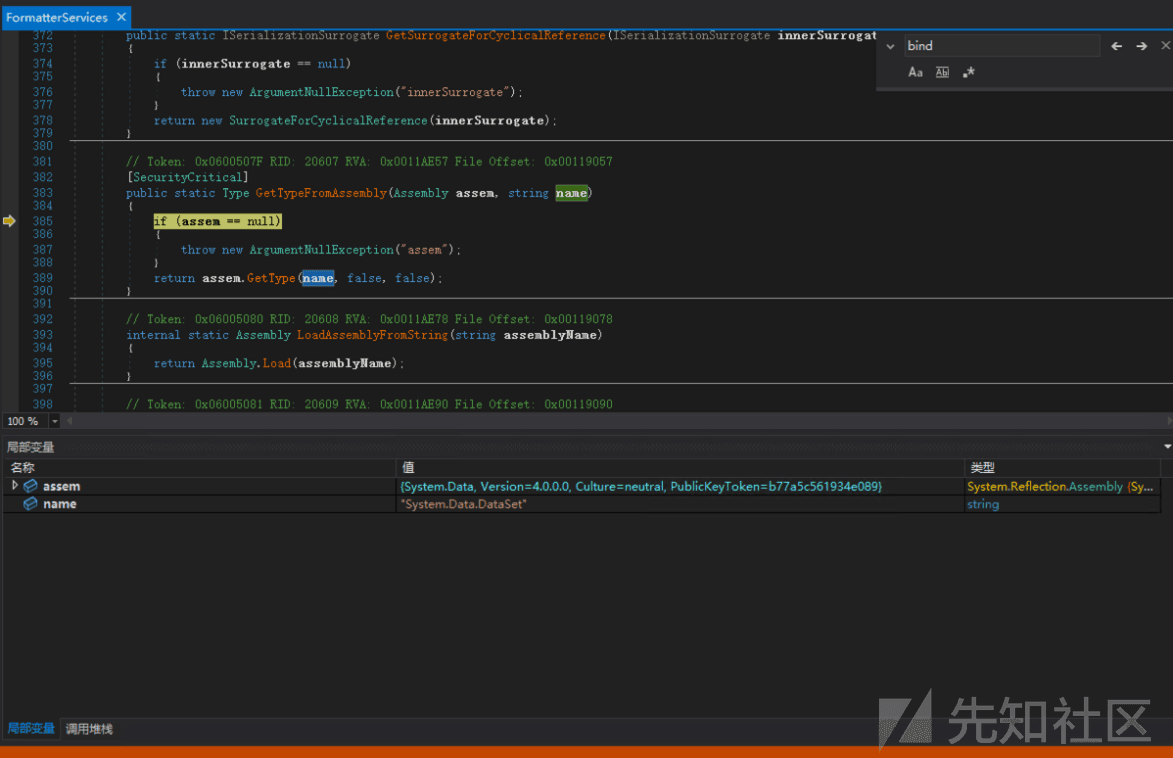 FormatterServices ×
372 public static ISerializationSurrogate GetSurrogateForCyclicalReference(ISerializationSurrogate innerSurrogat
373 {
374 if (innerSurrogate == null)
375 {
376 throw new ArgumentNullException("innerSurrogate");
377 }
378 return new SurrogateForCyclicalReference(innerSurrogate);
379 }
380
381 // Token: 0x0600507F RID: 20607 RVA: 0x0011AE57 File Offset: 0x00119057
382 [SecurityCritical]
383 public static Type GetTypeFromAssembly(Assembly assem, string name)
384 {
385 if (assem == null)
386 {
387 throw new ArgumentNullException("assem");
388 }
389 return assem.GetType(name, false, false);
390 }
391
392 // Token: 0x06005080 RID: 20608 RVA: 0x0011AE78 File Offset: 0x00119078
393 internal static Assembly LoadAssemblyFromString(string assemblyName)
394 {
395 return Assembly.Load(assemblyName);
396 }
397
398 // Token: 0x06005081 RID: 20609 RVA: 0x0011AE90 File Offset: 0x00119090
bind
Aa Ab .*
100 %
局部变量
名称 值 类型
assem {System.Data, Version=4.0.0.0, Culture=neutral, PublicKeyToken=b77a5c561934e089} System.Reflection.Assembly {Sy...
name "System.Data.DataSet" string
局部变量 调用堆栈
先知社区